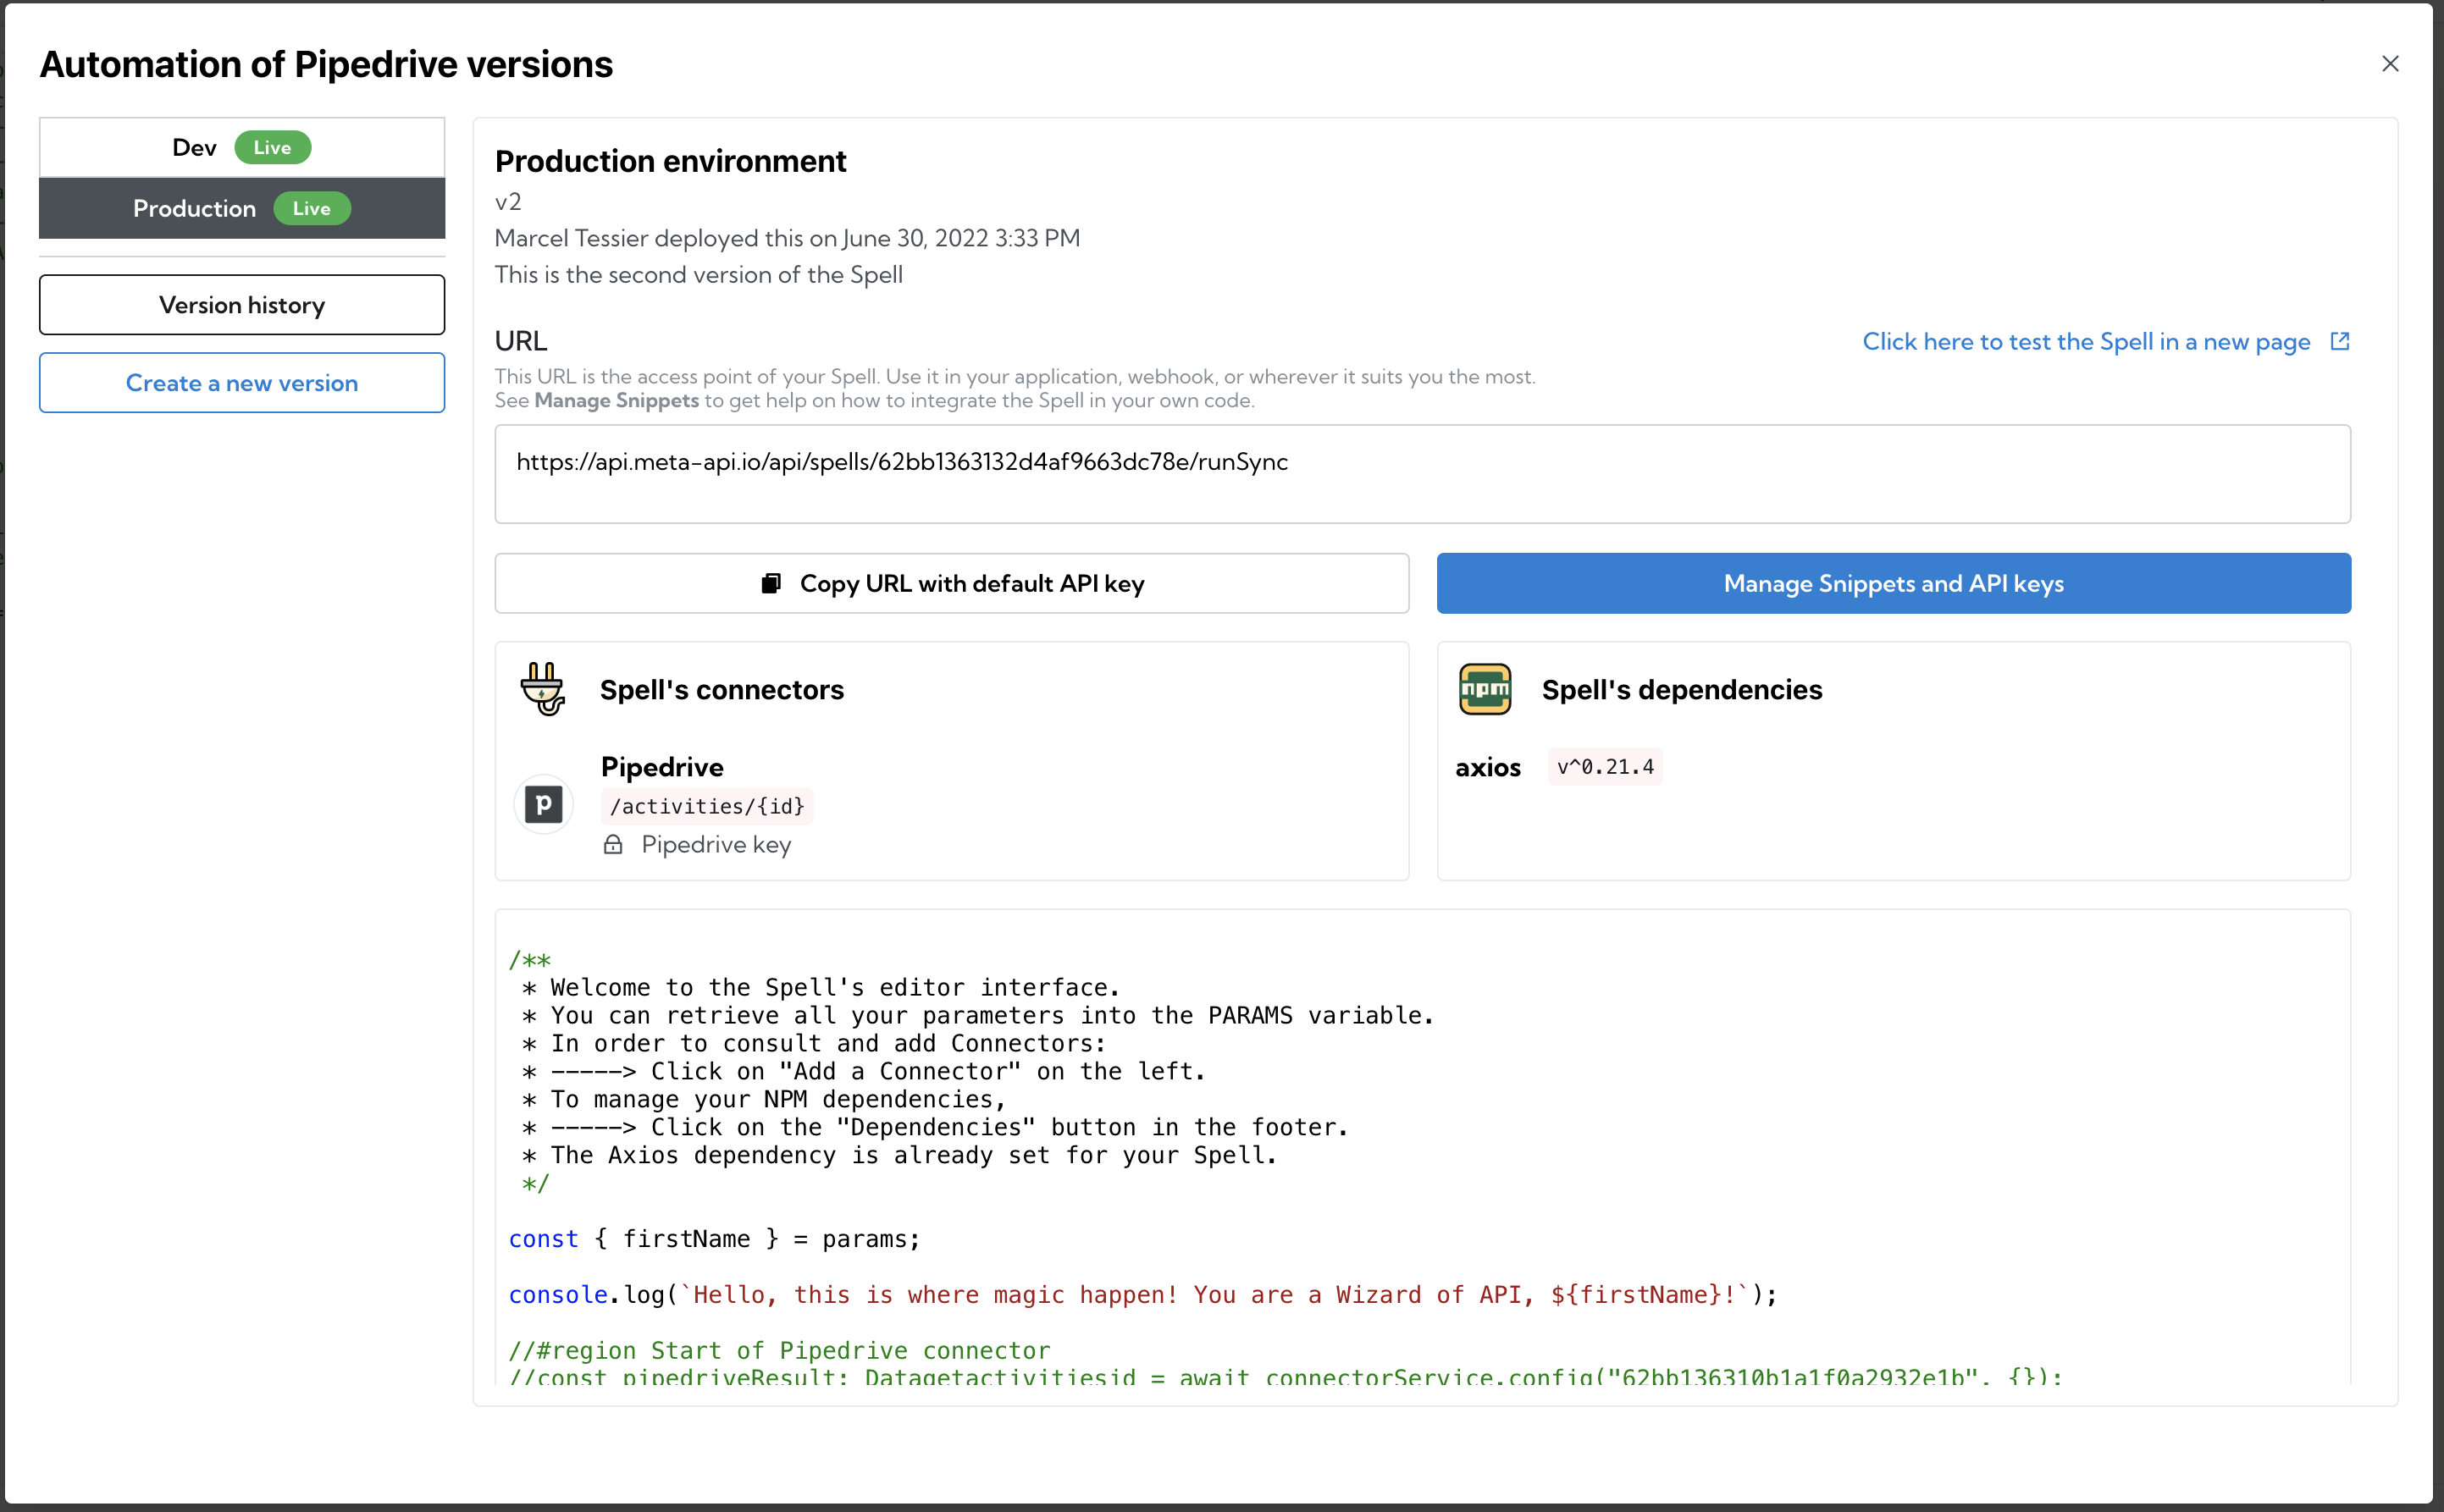 Automation of Pipedrive versions
Dev Live
Production Live
Version history
Create a new version
Production environment
v2
Marcel Tessier deployed this on June 30, 2022 3:33 PM
This is the second version of the Spell
URL
Click here to test the Spell in a new page
This URL is the access point of your Spell. Use it in your application, webhook, or wherever it suits you the most.
See Manage Snippets to get help on how to integrate the Spell in your own code.
https://api.meta-api.io/api/spells/62bb1363132d4af9663dc78e/runSync
Copy URL with default API key
Manage Snippets and API keys
Spell's connectors
Pipedrive
p
/activities/{id}
Pipedrive key
npm
Spell's dependencies
axios v^0.21.4
/**
 * Welcome to the Spell's editor interface.
 * You can retrieve all your parameters into the PARAMS variable.
 * In order to consult and add Connectors:
 * -----> Click on "Add a Connector" on the left.
 * To manage your NPM dependencies,
 * -----> Click on the "Dependencies" button in the footer.
 * The Axios dependency is already set for your Spell.
 */
const { firstName } = params;
console.log(`Hello, this is where magic happen! You are a Wizard of API, ${firstName}!`);
//#region Start of Pipedrive connector
//const pipedriveResult: Datagetactivitiesid = await connectorService.config("62bb136310b1a1f0a2932e1b", {});